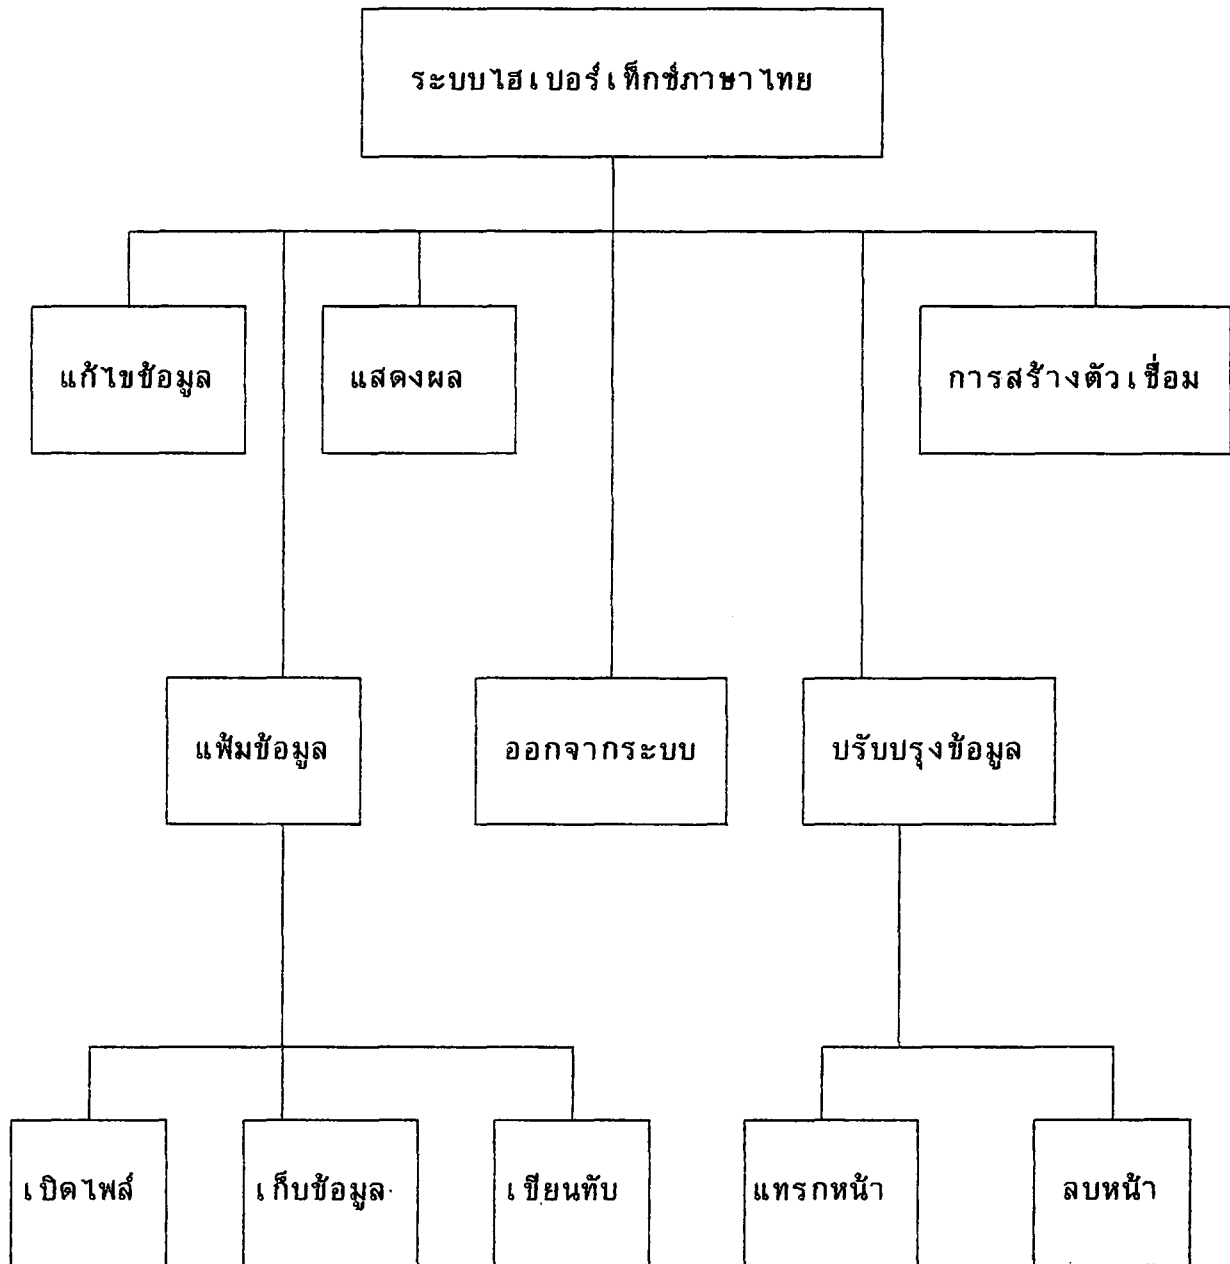 ระบบไฮเปอร์เท็กซ์ภาษาไทย
แก้ไขข้อมูล
แสดงผล
การสร้างตัวเชื่อม
แฟ้มข้อมูล
ออกจากระบบ
ปรับปรุงข้อมูล
เปิดไฟล์
เก็บข้อมูล
เขียนทับ
แทรกหน้า
ลบหน้า